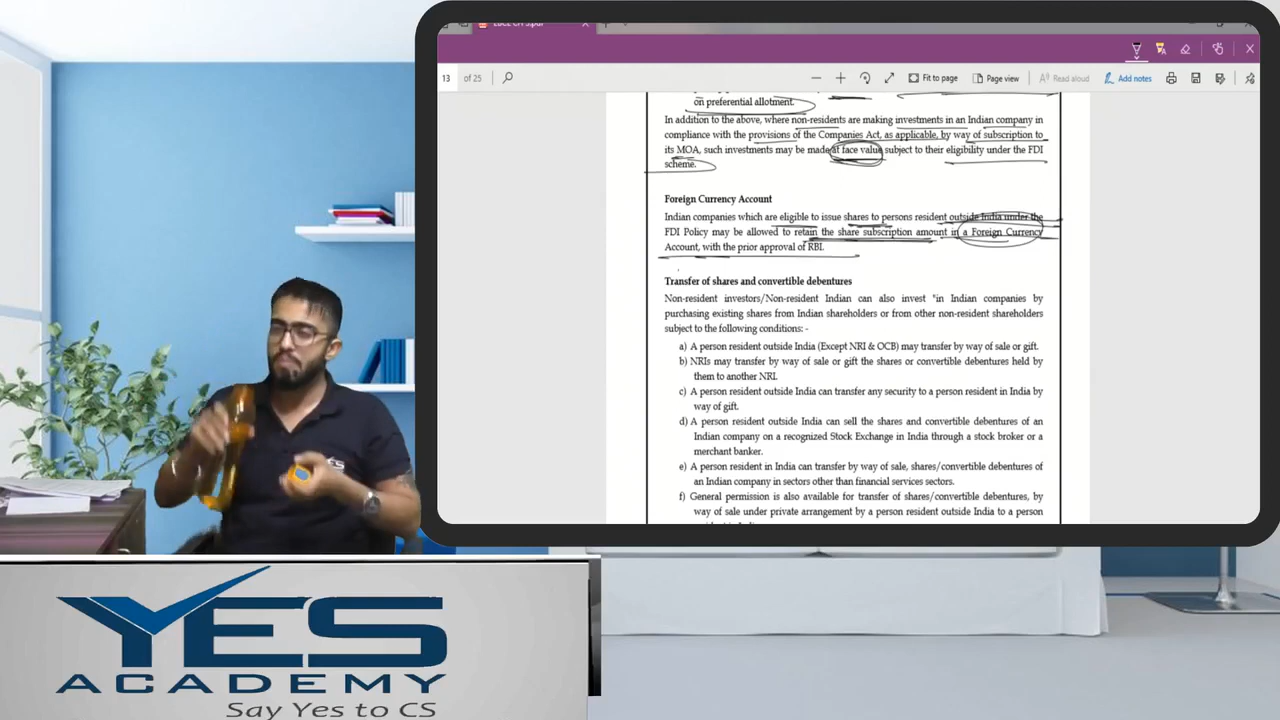 13 of 25
Fit to page
Page view
Read aloud
Add notes
on preferential allotment.
In addition to the above, where non-residents are making investments in an Indian company in
compliance with the provisions of the Companies Act, as applicable, by way of subscription to
its MOA, such investments may be made at face value subject to their eligibility under the FDI
scheme.
Foreign Currency Account
Indian companies which are eligible to issue shares to persons resident outside India under the
FDI Policy may be allowed to retain the share subscription amount in a Foreign Currency
Account, with the prior approval of RBI.
Transfer of shares and convertible debentures
Non-resident investors/Non-resident Indian can also invest "in Indian companies by
purchasing existing shares from Indian shareholders or from other non-resident shareholders
subject to the following conditions: -
a) A person resident outside India (Except NRI & OCB) may transfer by way of sale or gift.
b) NRIs may transfer by way of sale or gift the shares or convertible debentures held by
them to another NRI.
c) A person resident outside India can transfer any security to a person resident in India by
way of gift.
d) A person resident outside India can sell the shares and convertible debentures of an
Indian company on a recognized Stock Exchange in India through a stock broker or a
merchant banker.
e) A person resident in India can transfer by way of sale, shares/convertible debentures of
an Indian company in sectors other than financial services sectors.
f) General permission is also available for transfer of shares/convertible debentures, by
way of sale under private arrangement by a person resident outside India to a person
YES
ACADEMY
Say Yes to CS